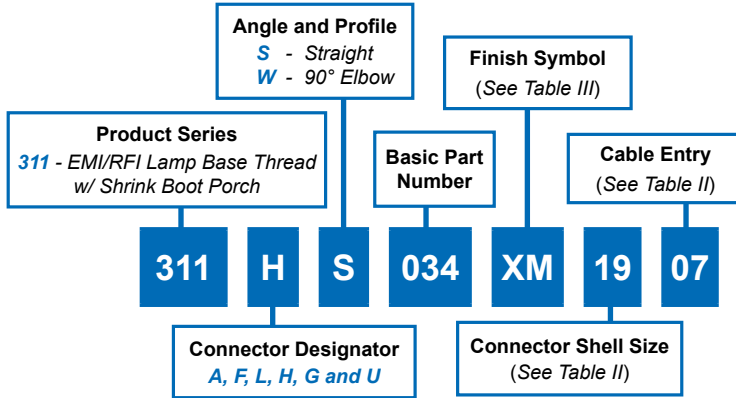 Angle and Profile
S - Straight
W - 90° Elbow
Finish Symbol
(See Table III)
Product Series
311 - EMI/RFI Lamp Base Thread
w/ Shrink Boot Porch
Basic Part
Number
Cable Entry
(See Table II)
311 H S 034 XM 19 07
Connector Designator
A, F, L, H, G and U
Connector Shell Size
(See Table II)